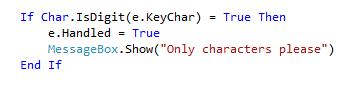 If Char.IsDigit(e.KeyChar) = True Then
    e.Handled = True
    MessageBox.Show("Only characters please")
End If